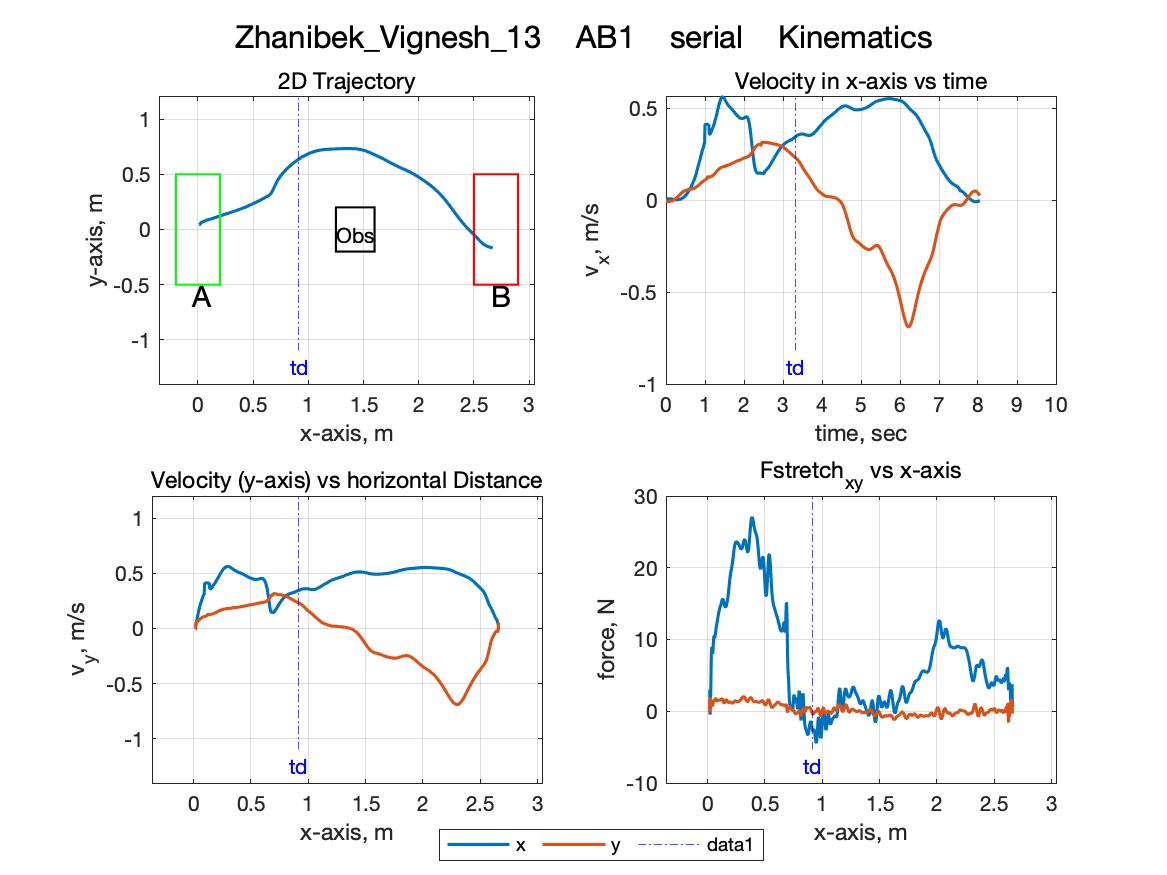 Zhanibek_Vignesh_13 AB1 serial Kinematics
2D Trajectory
1
0.5
0
-0.5
-1
y-axis, m
A
Obs
B
td
0 0.5 1 1.5 2 2.5 3
x-axis, m
Velocity in x-axis vs time
0.5
0
-0.5
-1
v_x, m/s
td
0 1 2 3 4 5 6 7 8 9 10
time, sec
Velocity (y-axis) vs horizontal Distance
1
0.5
0
-0.5
-1
v_y, m/s
td
0 0.5 1 1.5 2 2.5 3
x-axis, m
Fstretch_xy vs x-axis
30
20
10
0
-10
force, N
td
0 0.5 1 1.5 2 2.5 3
x-axis, m
x y data1